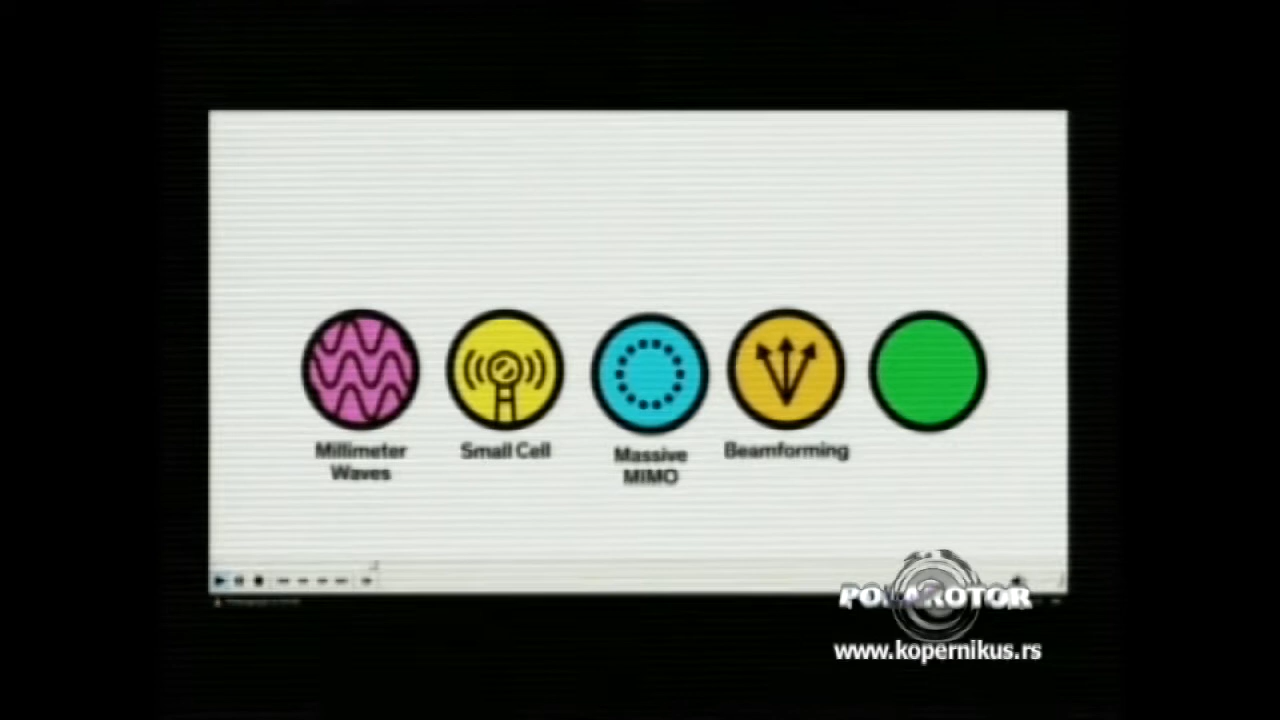 Millimeter
Waves
Small Cell
Massive
MIMO
Beamforming
POLAROTOR
www.kopernikus.rs